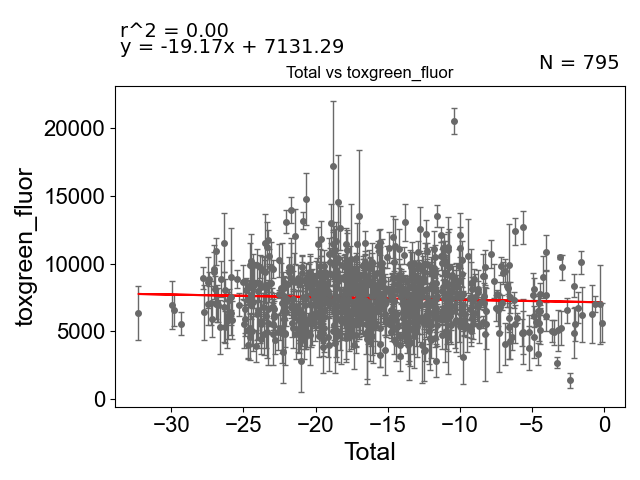 r^2 = 0.00
y = -19.17x + 7131.29
N = 795
Total vs toxgreen_fluor
toxgreen_fluor
20000
15000
10000
5000
0
−30 −25 −20 −15 −10 −5 0
Total